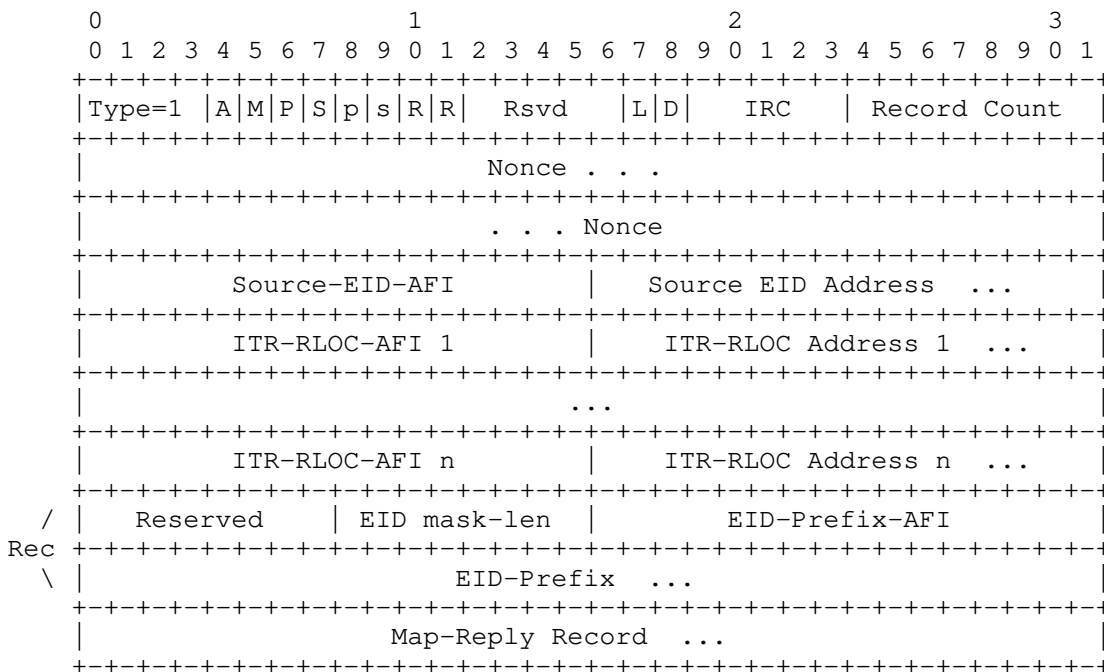 0                   1                   2                   3
0 1 2 3 4 5 6 7 8 9 0 1 2 3 4 5 6 7 8 9 0 1 2 3 4 5 6 7 8 9 0 1
+-+-+-+-+-+-+-+-+-+-+-+-+-+-+-+-+-+-+-+-+-+-+-+-+-+-+-+-+-+-+-+-+
|Type=1 |A|M|P|S|p|s|R|R|  Rsvd   |L|D|   IRC   | Record Count  |
+-+-+-+-+-+-+-+-+-+-+-+-+-+-+-+-+-+-+-+-+-+-+-+-+-+-+-+-+-+-+-+-+
|                         Nonce . . .                           |
+-+-+-+-+-+-+-+-+-+-+-+-+-+-+-+-+-+-+-+-+-+-+-+-+-+-+-+-+-+-+-+-+
|                         . . . Nonce                           |
+-+-+-+-+-+-+-+-+-+-+-+-+-+-+-+-+-+-+-+-+-+-+-+-+-+-+-+-+-+-+-+-+
|         Source-EID-AFI        |   Source EID Address  ...     |
+-+-+-+-+-+-+-+-+-+-+-+-+-+-+-+-+-+-+-+-+-+-+-+-+-+-+-+-+-+-+-+-+
|         ITR-RLOC-AFI 1        |    ITR-RLOC Address 1  ...    |
+-+-+-+-+-+-+-+-+-+-+-+-+-+-+-+-+-+-+-+-+-+-+-+-+-+-+-+-+-+-+-+-+
|                              ...                              |
+-+-+-+-+-+-+-+-+-+-+-+-+-+-+-+-+-+-+-+-+-+-+-+-+-+-+-+-+-+-+-+-+
|         ITR-RLOC-AFI n        |    ITR-RLOC Address n  ...    |
+-+-+-+-+-+-+-+-+-+-+-+-+-+-+-+-+-+-+-+-+-+-+-+-+-+-+-+-+-+-+-+-+
/ |   Reserved    | EID mask-len  |        EID-Prefix-AFI         |
Rec +-+-+-+-+-+-+-+-+-+-+-+-+-+-+-+-+-+-+-+-+-+-+-+-+-+-+-+-+-+-+-+-+
\ |                       EID-Prefix  ...                         |
+-+-+-+-+-+-+-+-+-+-+-+-+-+-+-+-+-+-+-+-+-+-+-+-+-+-+-+-+-+-+-+-+
|                   Map-Reply Record  ...                       |
+-+-+-+-+-+-+-+-+-+-+-+-+-+-+-+-+-+-+-+-+-+-+-+-+-+-+-+-+-+-+-+-+